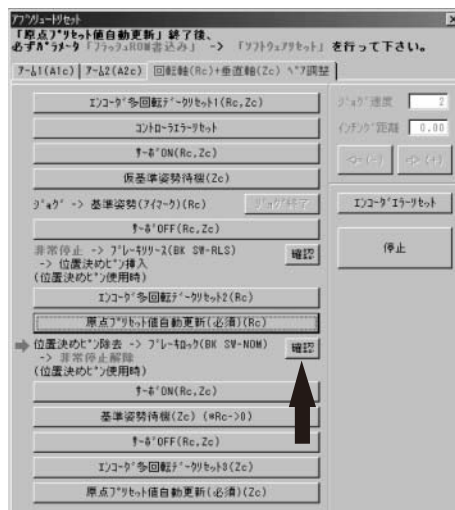 アブソリュートリセット
「原点プリセット値自動更新」終了後、
必ずパラメータ「フラッシュROM書込み」 -> 「ソフトウェアリセット」を行って下さい。
アーム1(A1c) アーム2(A2c) 回転軸(Rc)+垂直軸(Zc) ペア調整
エンコーダ多回転データリセット1(Rc,Zc)
コントローラエラーリセット
サーボON(Rc,Zc)
仮基準姿勢待機(Zc)
ジョグ -> 基準姿勢(アイマーク)(Rc) ジョグ終了
サーボOFF(Rc,Zc)
非常停止 -> ブレーキリリース(BK SW-RLS)
-> 位置決めピン挿入
(位置決めピン使用時)
確認
エンコーダ多回転データリセット2(Rc)
原点プリセット値自動更新(必須)(Rc)
位置決めピン除去 -> ブレーキロック(BK SW-NOM)
-> 非常停止解除
(位置決めピン使用時)
確認
サーボON(Rc,Zc)
基準姿勢待機(Zc) (*Rc->0)
サーボOFF(Rc,Zc)
エンコーダ多回転データリセット3(Zc)
原点プリセット値自動更新(必須)(Zc)
ジョグ速度 2
インチング距離 0.00
<-(-) ->(+)
エンコーダエラーリセット
停止